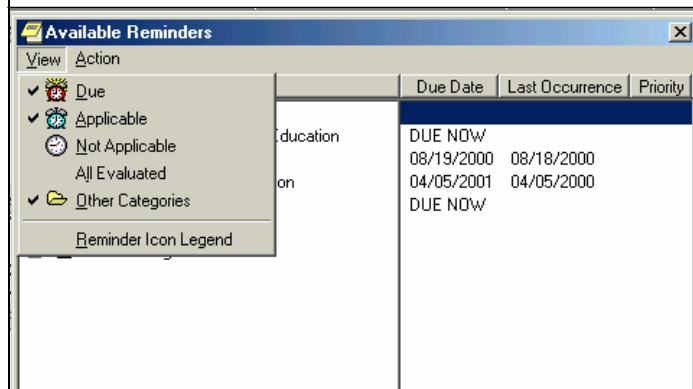 Available Reminders
View Action
Due Date Last Occurrence Priority
Due
Applicable
Education DUE NOW
Not Applicable
08/19/2000 08/18/2000
All Evaluated
on 04/05/2001 04/05/2000
Other Categories
DUE NOW
Reminder Icon Legend